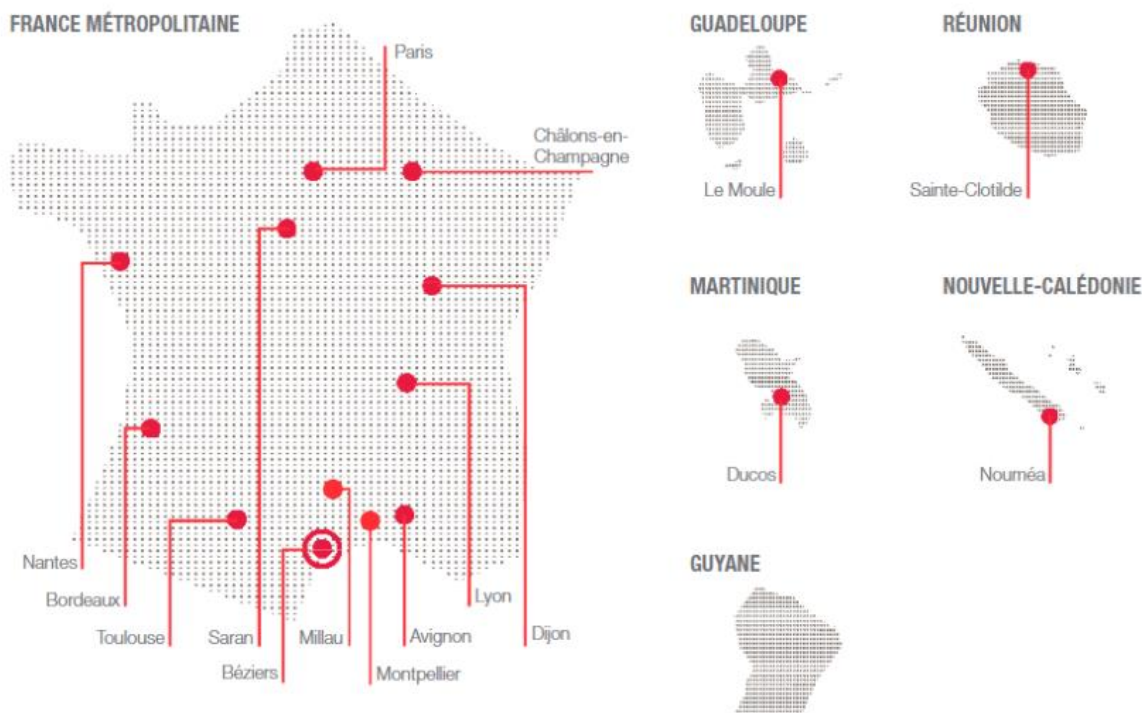 FRANCE MÉTROPOLITAINE
GUADELOUPE
RÉUNION
Paris
Châlons-en-
Champagne
Le Moule
Sainte-Clotilde
MARTINIQUE
NOUVELLE-CALÉDONIE
Ducos
Nouméa
Nantes
Bordeaux
Toulouse
Saran
Béziers
Millau
Montpellier
Avignon
Lyon
Dijon
GUYANE